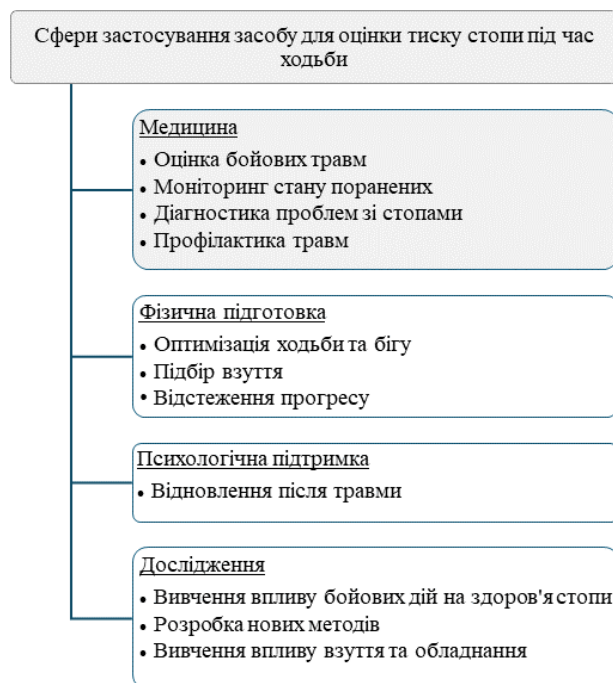 Сфери застосування засобу для оцінки тиску стопи під час
ходьби
Медицина
• Оцінка бойових травм
• Моніторинг стану поранених
• Діагностика проблем зі стопами
• Профілактика травм
Фізична підготовка
• Оптимізація ходьби та бігу
• Підбір взуття
• Відстеження прогресу
Психологічна підтримка
• Відновлення після травми
Дослідження
• Вивчення впливу бойових дій на здоров'я стопи
• Розробка нових методів
• Вивчення впливу взуття та обладнання